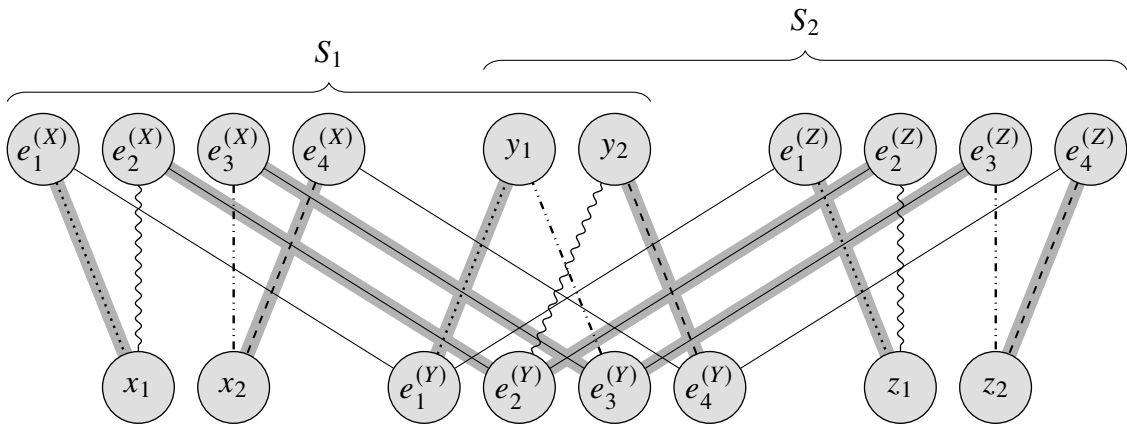 S₂
S₁
e₁⁽ˣ⁾ e₂⁽ˣ⁾ e₃⁽ˣ⁾ e₄⁽ˣ⁾ y₁ y₂ e₁⁽ᶻ⁾ e₂⁽ᶻ⁾ e₃⁽ᶻ⁾ e₄⁽ᶻ⁾
x₁ x₂ e₁⁽ʸ⁾ e₂⁽ʸ⁾ e₃⁽ʸ⁾ e₄⁽ʸ⁾ z₁ z₂